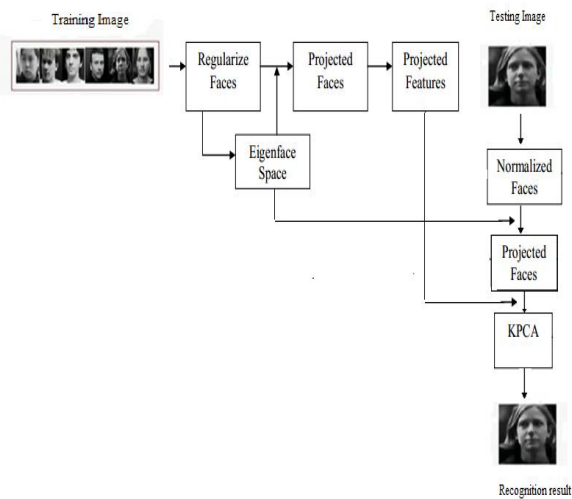 Training Image
Testing Image
Regularize
Faces
Projected
Faces
Projected
Features
Eigenface
Space
Normalized
Faces
Projected
Faces
KPCA
Recognition result